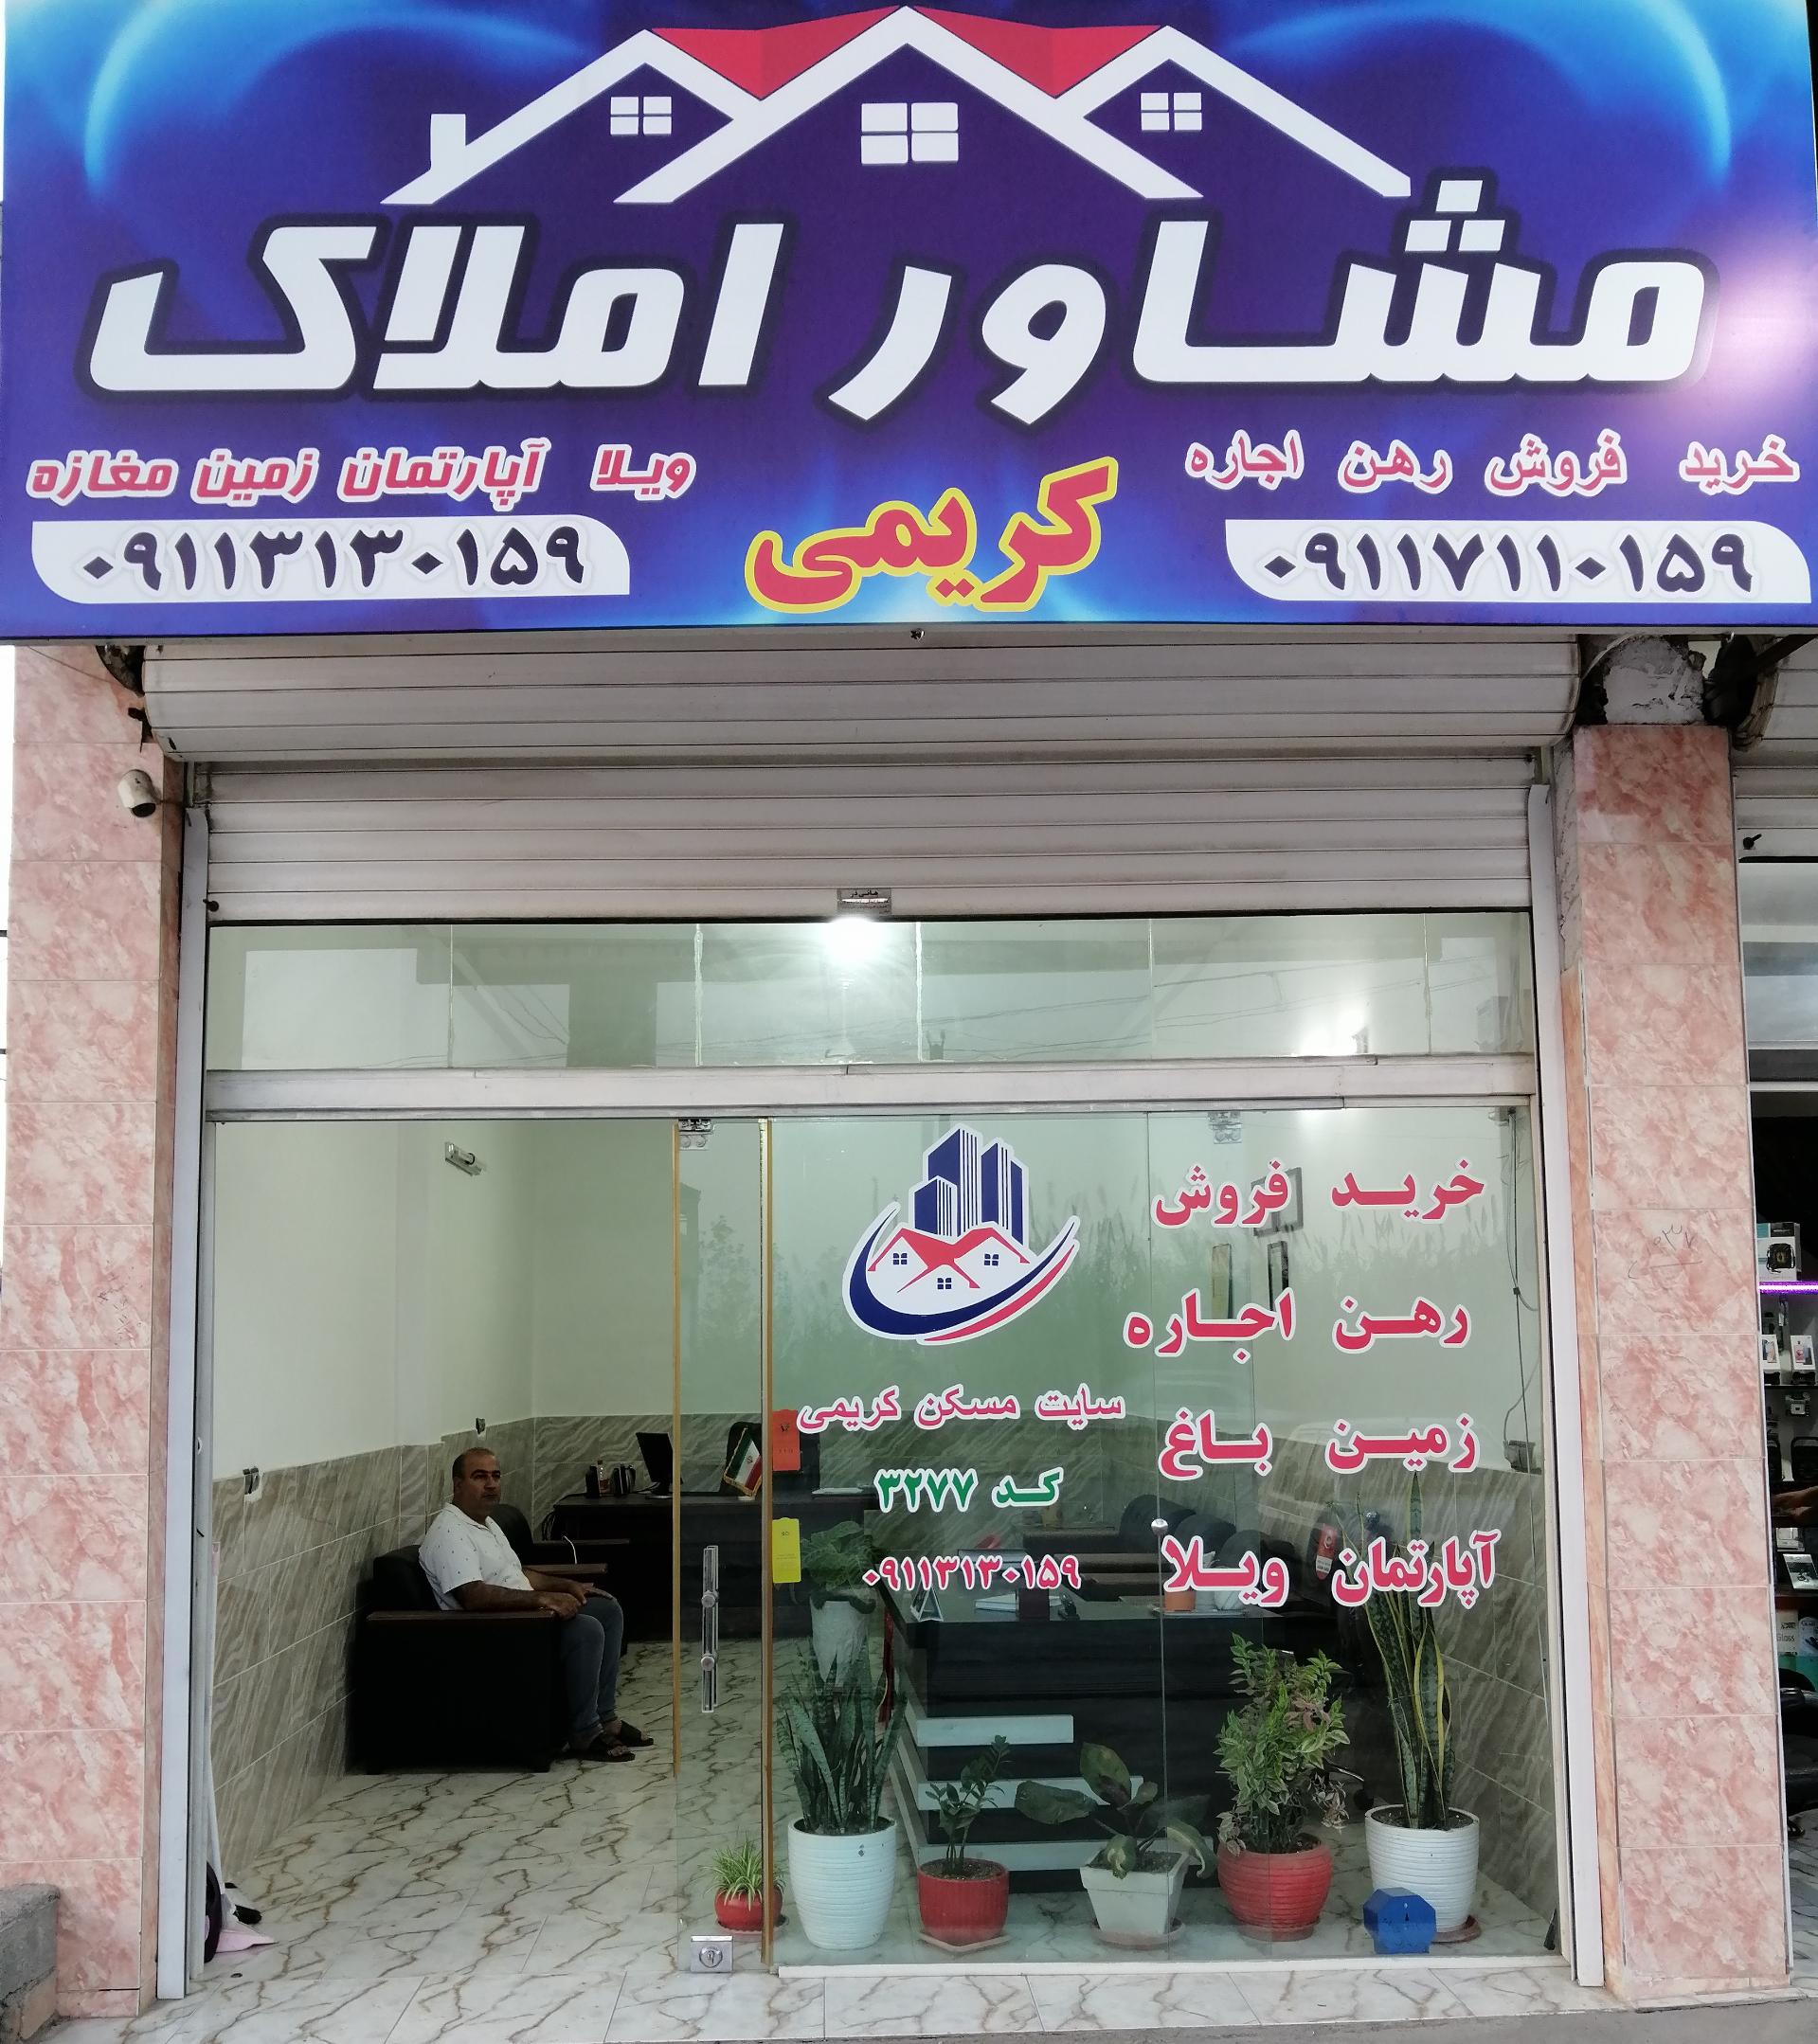 مشاور املاک
خرید فروش رهن اجاره
ویلا آپارتمان زمین مغازه
کریمی
۰۹۱۱۷۱۱۰۱۵۹
۰۹۱۱۳۱۳۰۱۵۹
خرید فروش
رهن اجاره
زمین باغ
آپارتمان ویلا
سایت مسکن کریمی
کد ۳۲۷۷
۰۹۱۱۳۱۳۰۱۵۹